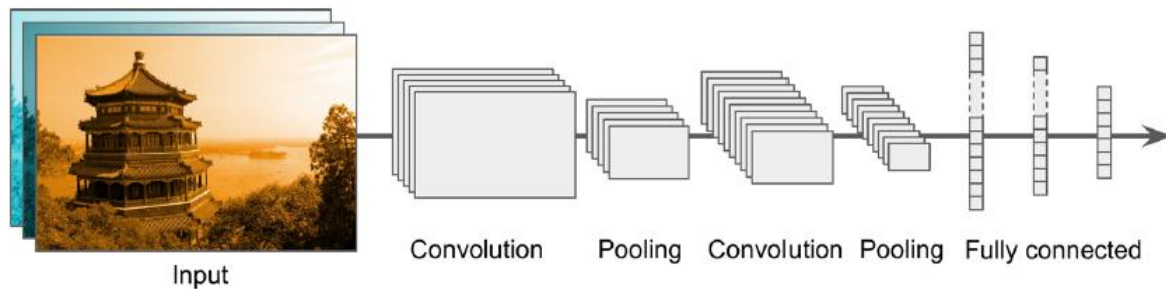 Convolution
Pooling
Convolution
Pooling
Fully connected
Input